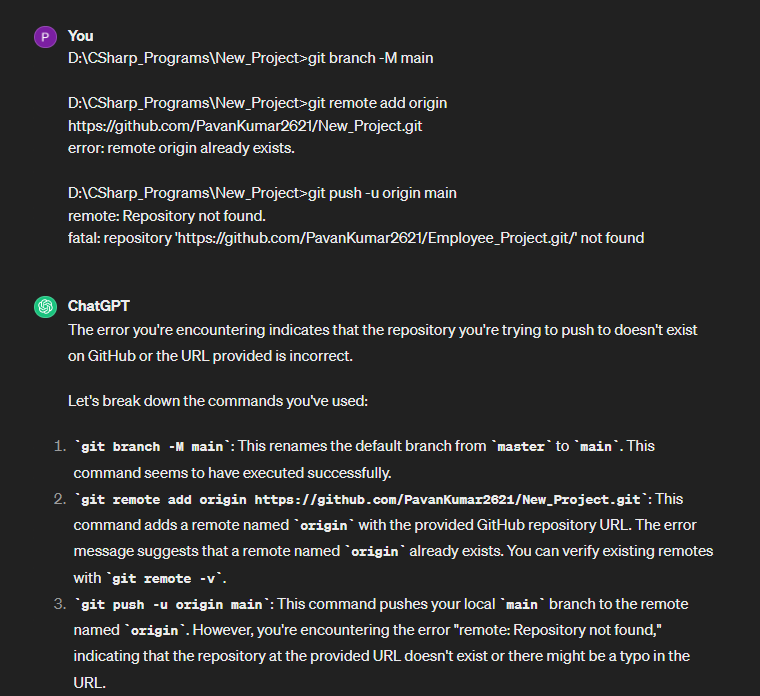 P
You
D:\CSharp_Programs\New_Project>git branch -M main
D:\CSharp_Programs\New_Project>git remote add origin
https://github.com/PavanKumar2621/New_Project.git
error: remote origin already exists.
D:\CSharp_Programs\New_Project>git push -u origin main
remote: Repository not found.
fatal: repository 'https://github.com/PavanKumar2621/Employee_Project.git/' not found
ChatGPT
The error you're encountering indicates that the repository you're trying to push to doesn't exist
on GitHub or the URL provided is incorrect.
Let's break down the commands you've used:
1. `git branch -M main`: This renames the default branch from `master` to `main`. This
command seems to have executed successfully.
2. `git remote add origin https://github.com/PavanKumar2621/New_Project.git`: This
command adds a remote named `origin` with the provided GitHub repository URL. The error
message suggests that a remote named `origin` already exists. You can verify existing remotes
with `git remote -v`.
3. `git push -u origin main`: This command pushes your local `main` branch to the remote
named `origin`. However, you're encountering the error "remote: Repository not found,"
indicating that the repository at the provided URL doesn't exist or there might be a typo in the
URL.